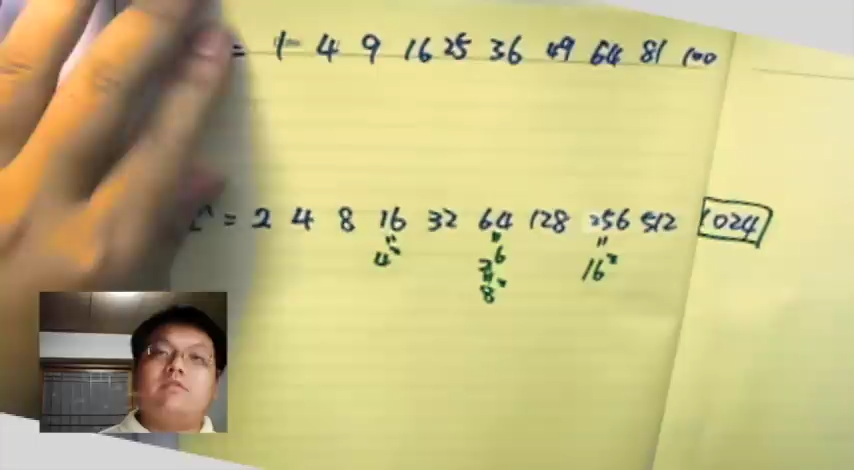 = 1 4 9 16 25 36 49 64 81 100
2ⁿ = 2 4 8 16 32 64 128 256 512 1024
" " "
4² 2⁶ 16²
"
8²